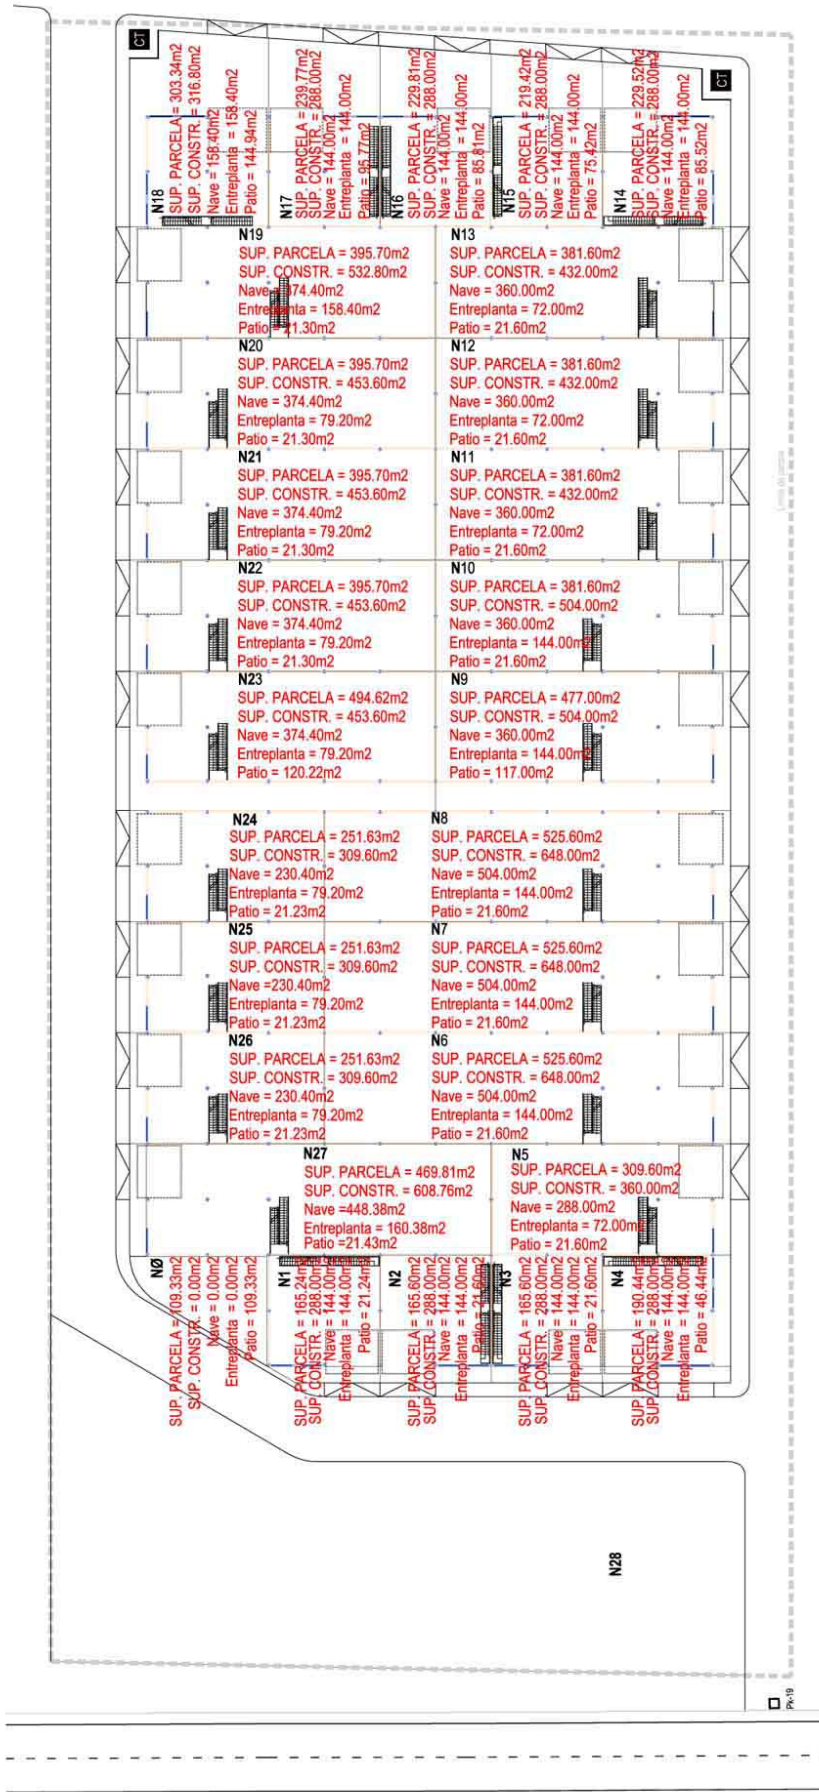 CT
CT
N18
SUP. PARCELA = 303.34m2
SUP. CONSTR. = 316.80m2
Nave = 158.40m2
Entreplanta = 158.40m2
Patio = 144.94m2
N17
SUP. PARCELA = 239.77m2
SUP. CONSTR. = 288.00m2
Nave = 144.00m2
Entreplanta = 144.00m2
Patio = 95.77m2
N16
SUP. PARCELA = 229.81m2
SUP. CONSTR. = 288.00m2
Nave = 144.00m2
Entreplanta = 144.00m2
Patio = 85.81m2
N15
SUP. PARCELA = 219.42m2
SUP. CONSTR. = 288.00m2
Nave = 144.00m2
Entreplanta = 144.00m2
Patio = 75.42m2
N14
SUP. PARCELA = 229.52m2
SUP. CONSTR. = 288.00m2
Nave = 144.00m2
Entreplanta = 144.00m2
Patio = 85.52m2
N19
SUP. PARCELA = 395.70m2
SUP. CONSTR. = 532.80m2
Nave = 374.40m2
Entreplanta = 158.40m2
Patio = 21.30m2
N13
SUP. PARCELA = 381.60m2
SUP. CONSTR. = 432.00m2
Nave = 360.00m2
Entreplanta = 72.00m2
Patio = 21.60m2
N20
SUP. PARCELA = 395.70m2
SUP. CONSTR. = 453.60m2
Nave = 374.40m2
Entreplanta = 79.20m2
Patio = 21.30m2
N12
SUP. PARCELA = 381.60m2
SUP. CONSTR. = 432.00m2
Nave = 360.00m2
Entreplanta = 72.00m2
Patio = 21.60m2
N21
SUP. PARCELA = 395.70m2
SUP. CONSTR. = 453.60m2
Nave = 374.40m2
Entreplanta = 79.20m2
Patio = 21.30m2
N11
SUP. PARCELA = 381.60m2
SUP. CONSTR. = 432.00m2
Nave = 360.00m2
Entreplanta = 72.00m2
Patio = 21.60m2
N22
SUP. PARCELA = 395.70m2
SUP. CONSTR. = 453.60m2
Nave = 374.40m2
Entreplanta = 79.20m2
Patio = 21.30m2
N10
SUP. PARCELA = 381.60m2
SUP. CONSTR. = 504.00m2
Nave = 360.00m2
Entreplanta = 144.00m2
Patio = 21.60m2
N23
SUP. PARCELA = 494.62m2
SUP. CONSTR. = 453.60m2
Nave = 374.40m2
Entreplanta = 79.20m2
Patio = 120.22m2
N9
SUP. PARCELA = 477.00m2
SUP. CONSTR. = 504.00m2
Nave = 360.00m2
Entreplanta = 144.00m2
Patio = 117.00m2
N24
SUP. PARCELA = 251.63m2
SUP. CONSTR. = 309.60m2
Nave = 230.40m2
Entreplanta = 79.20m2
Patio = 21.23m2
N8
SUP. PARCELA = 525.60m2
SUP. CONSTR. = 648.00m2
Nave = 504.00m2
Entreplanta = 144.00m2
Patio = 21.60m2
N25
SUP. PARCELA = 251.63m2
SUP. CONSTR. = 309.60m2
Nave =230.40m2
Entreplanta = 79.20m2
Patio = 21.23m2
N7
SUP. PARCELA = 525.60m2
SUP. CONSTR. = 648.00m2
Nave = 504.00m2
Entreplanta = 144.00m2
Patio = 21.60m2
N26
SUP. PARCELA = 251.63m2
SUP. CONSTR. = 309.60m2
Nave = 230.40m2
Entreplanta = 79.20m2
Patio = 21.23m2
N6
SUP. PARCELA = 525.60m2
SUP. CONSTR. = 648.00m2
Nave = 504.00m2
Entreplanta = 144.00m2
Patio = 21.60m2
N27
SUP. PARCELA = 469.81m2
SUP. CONSTR. = 608.76m2
Nave =448.38m2
Entreplanta = 160.38m2
Patio =21.43m2
N5
SUP. PARCELA = 309.60m2
SUP. CONSTR. = 360.00m2
Nave = 288.00m2
Entreplanta = 72.00m2
Patio = 21.60m2
NØ
SUP. PARCELA = 109.33m2
SUP. CONSTR. = 0.00m2
Nave = 0.00m2
Entreplanta = 0.00m2
Patio = 109.33m2
N1
SUP. PARCELA = 165.24m2
SUP. CONSTR. = 288.00m2
Nave = 144.00m2
Entreplanta = 144.00m2
Patio = 21.24m2
N2
SUP. PARCELA = 165.60m2
SUP. CONSTR. = 288.00m2
Nave = 144.00m2
Entreplanta = 144.00m2
Patio = 21.60m2
N3
SUP. PARCELA = 165.60m2
SUP. CONSTR. = 288.00m2
Nave = 144.00m2
Entreplanta = 144.00m2
Patio = 21.60m2
N4
SUP. PARCELA = 190.44m2
SUP. CONSTR. = 288.00m2
Nave = 144.00m2
Entreplanta = 144.00m2
Patio = 46.44m2
N28
Pk-19